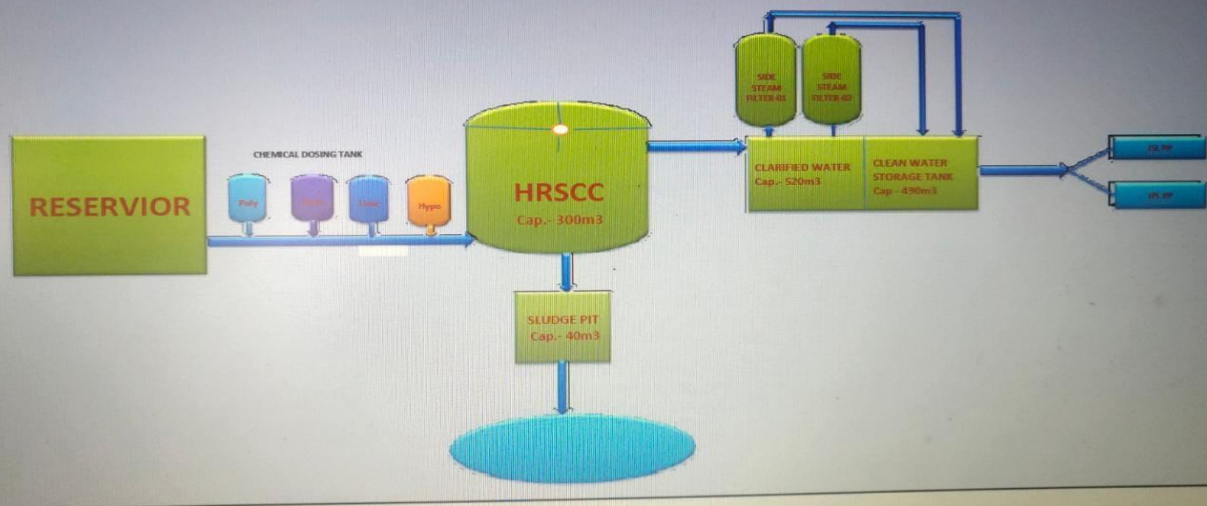 CHEMICAL DOSING TANK
RESERVIOR
Poly
Hypo
HRSCC
Cap.- 300m3
SLUDGE PIT
Cap.- 40m3
SIDE
STEAM
FILTER-01
SIDE
STEAM
FILTER-02
CLARIFIED WATER
Cap.- 520m3
CLEAN WATER
STORAGE TANK
Cap - 490m3